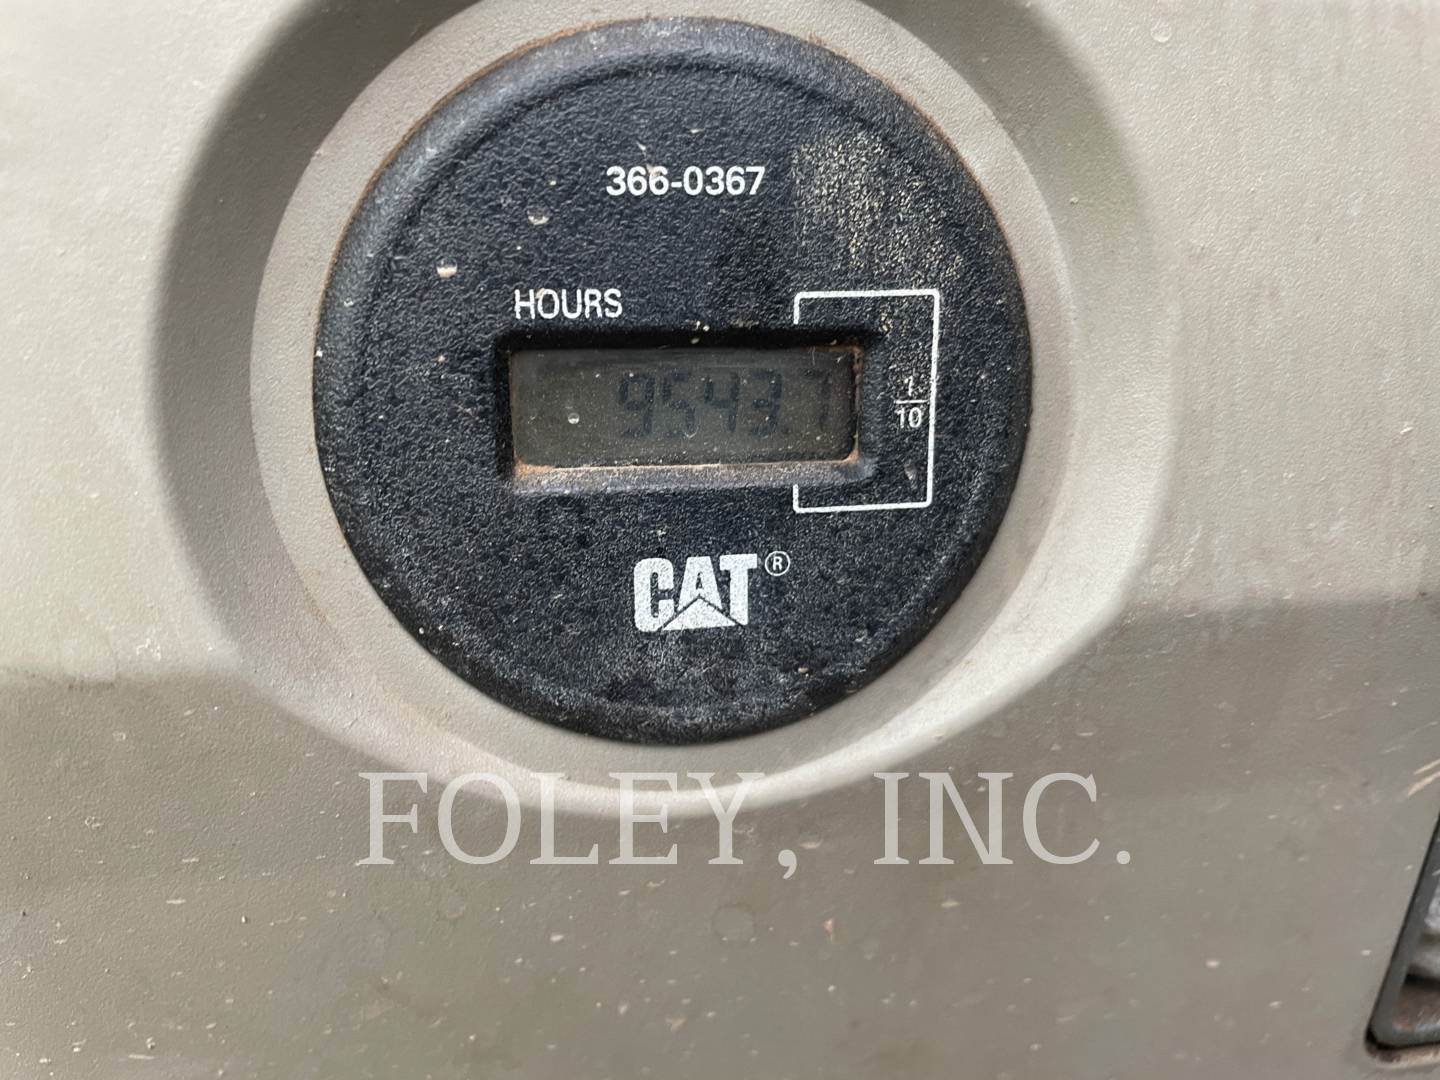 366-0367
HOURS
9543.7
1
10
CAT®
FOLEY, INC.